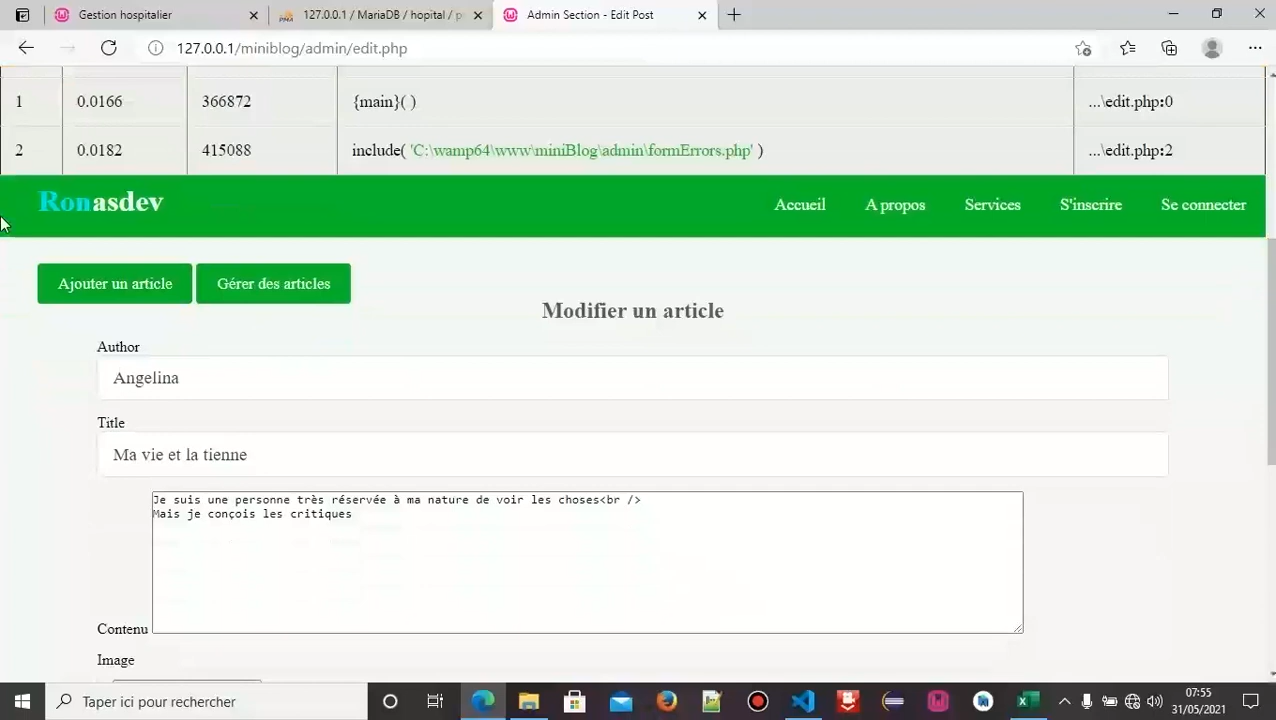 Gestion hospitalier
127.0.0.1 / MariaDB / hopital / p
Admin Section - Edit Post
127.0.0.1/miniblog/admin/edit.php
1 0.0166 366872 {main}( ) ...\edit.php:0
2 0.0182 415088 include( 'C:\wamp64\www\miniBlog\admin\formErrors.php' ) ...\edit.php:2
Ronasdev Accueil A propos Services S'inscrire Se connecter
Ajouter un article Gérer des articles
Modifier un article
Author
Angelina
Title
Ma vie et la tienne
Je suis une personne très réservée à ma nature de voir les choses<br />
Mais je conçois les critiques
Contenu
Image
Taper ici pour rechercher
07:55
31/05/2021